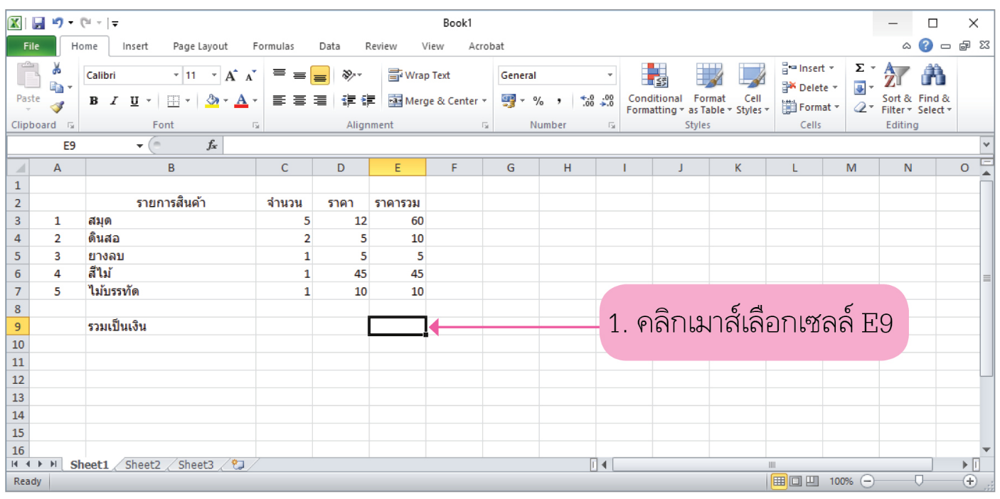 Book1
File Home Insert Page Layout Formulas Data Review View Acrobat
Calibri 11 A A Wrap Text General Insert Σ
Paste B I U A Merge & Center % , .0 .00 .00 .0 Conditional Formatting as Table Cell Styles Delete Format Sort & Filter Find & Select
Clipboard Font Alignment Number Styles Cells Editing
E9 fx
A B C D E F G H I J K L M N O
1
2 รายการสินค้า จำนวน ราคา ราคารวม
3 1 สมุด 5 12 60
4 2 ดินสอ 2 5 10
5 3 ยางลบ 1 5 5
6 4 สีไม้ 1 45 45
7 5 ไม้บรรทัด 1 10 10
8
9 รวมเป็นเงิน
1. คลิกเมาส์เลือกเซลล์ E9
10
11
12
13
14
15
16
Sheet1 Sheet2 Sheet3
Ready 100%